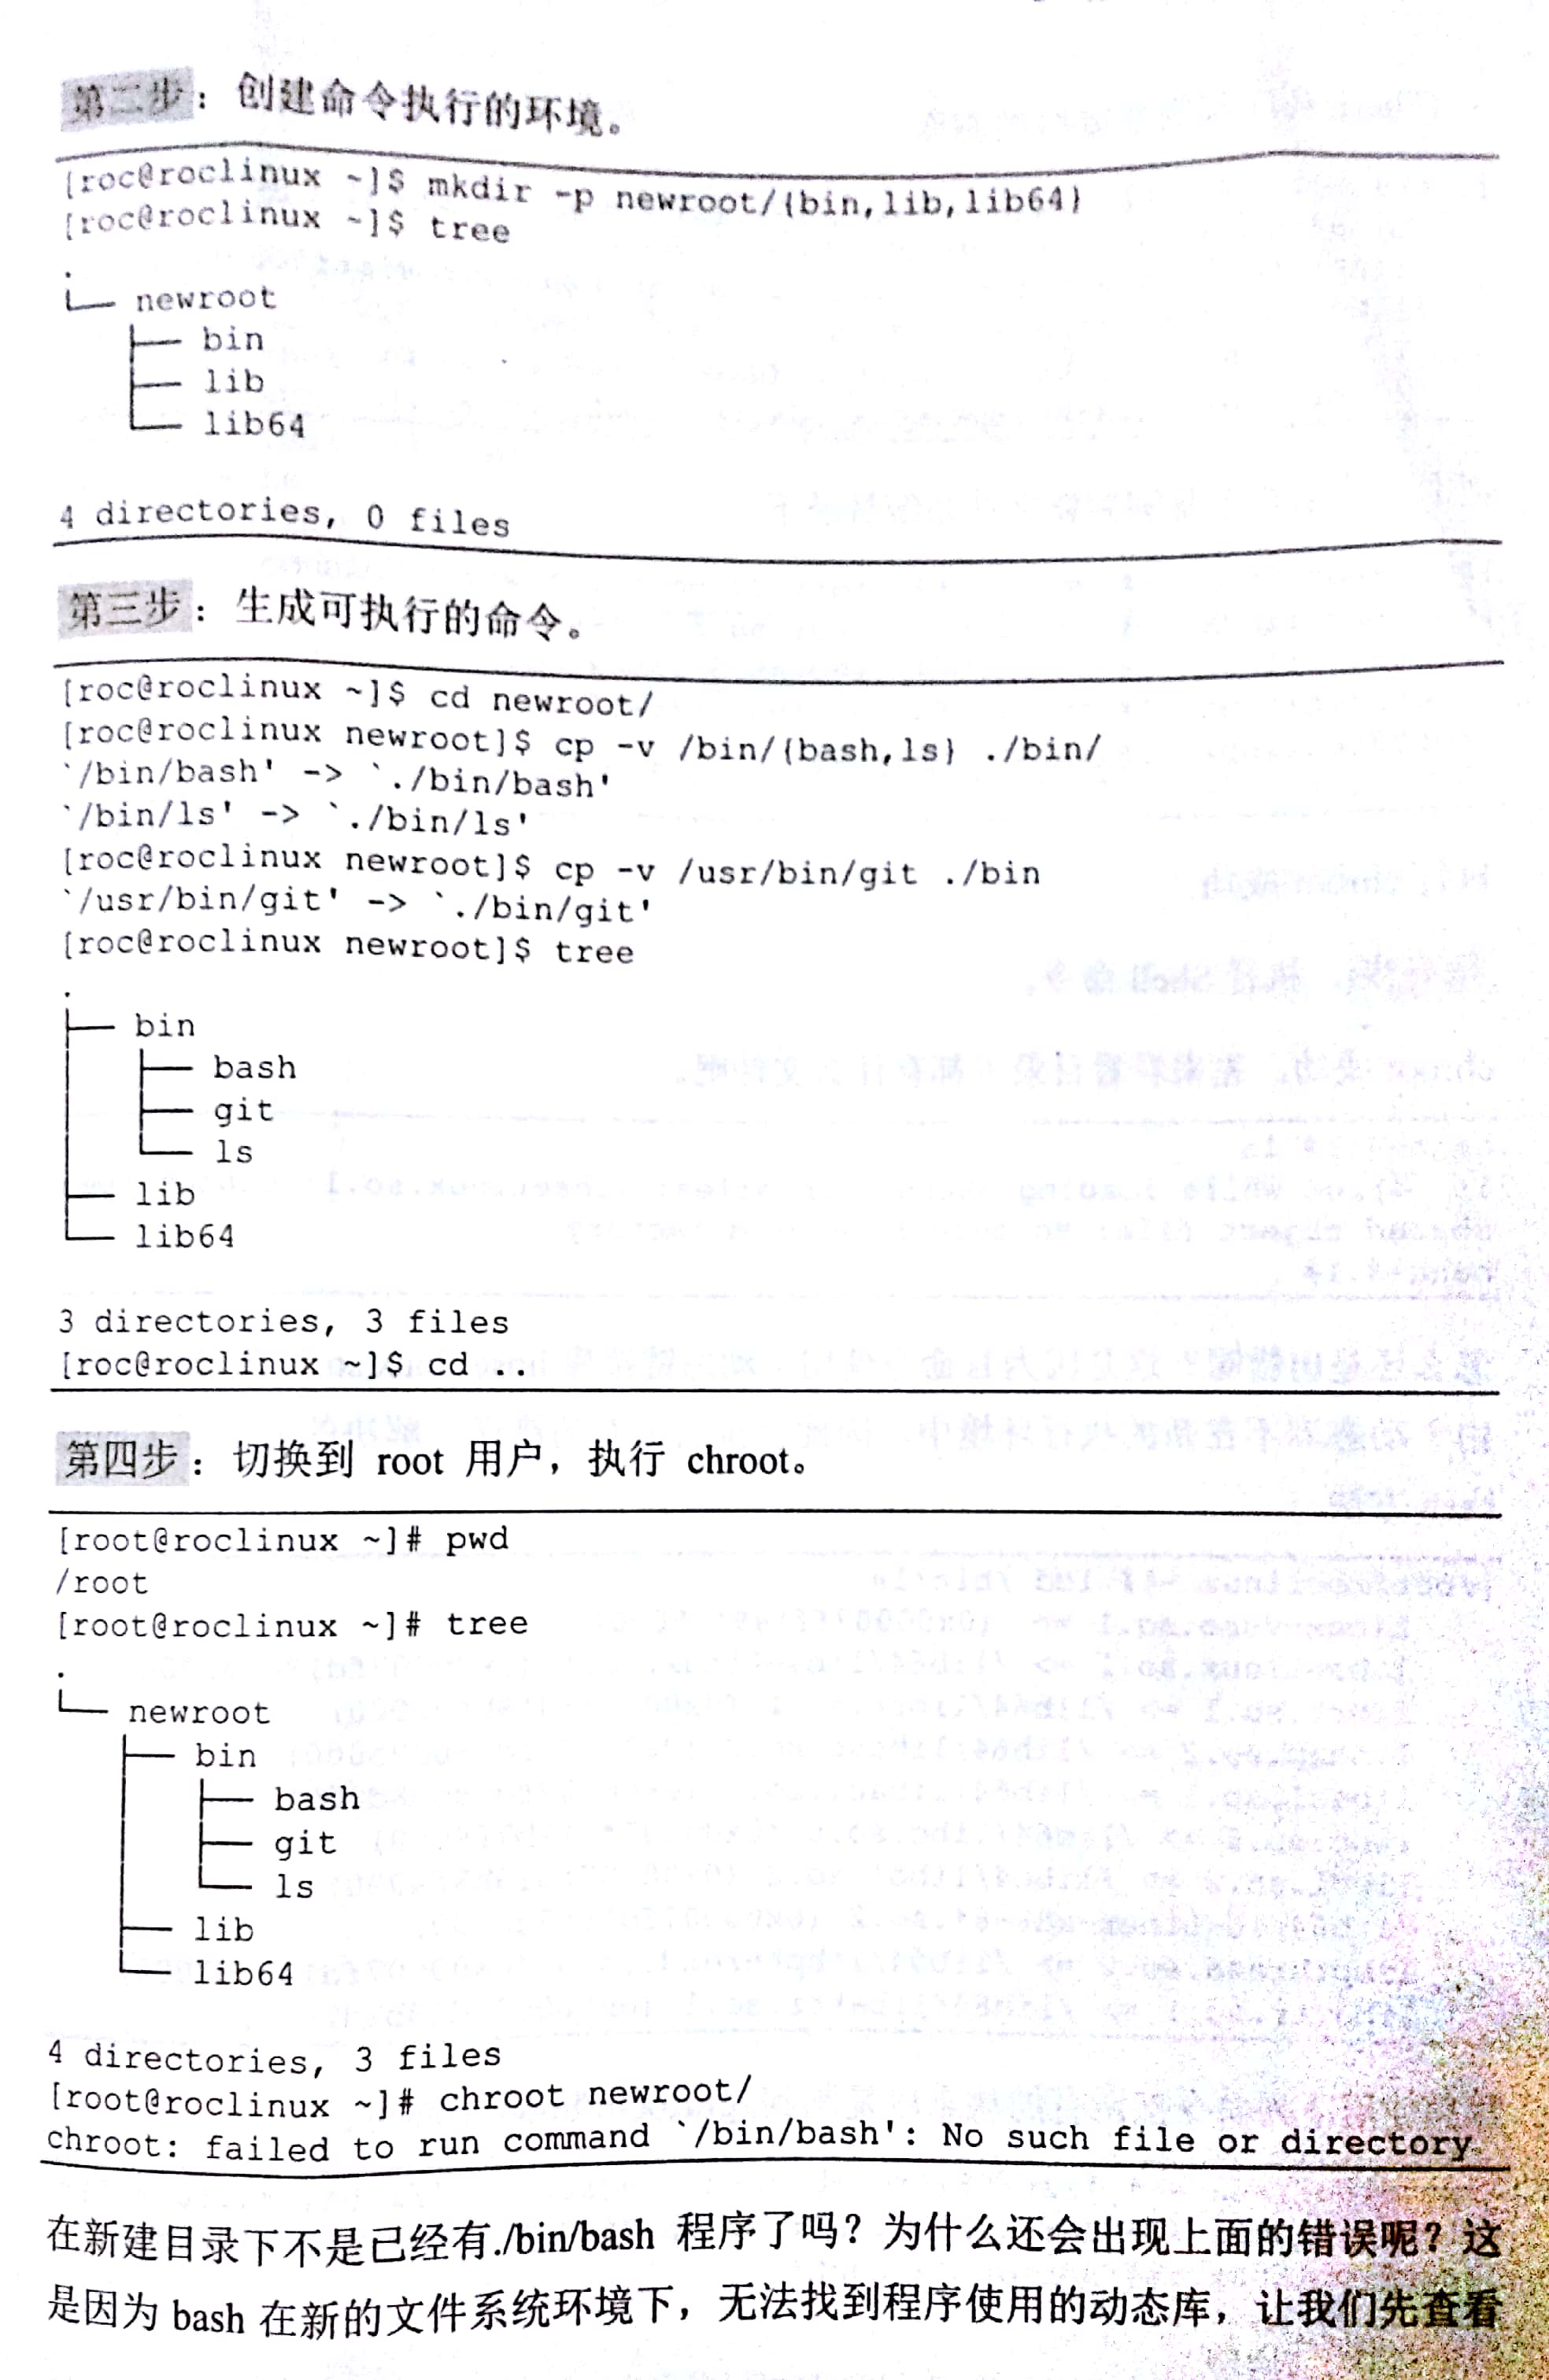 第二步：创建命令执行的环境。
[roc@roclinux ~]$ mkdir -p newroot/{bin,lib,lib64}
[roc@roclinux ~]$ tree
.
└── newroot
    ├── bin
    ├── lib
    └── lib64
4 directories, 0 files
第三步：生成可执行的命令。
[roc@roclinux ~]$ cd newroot/
[roc@roclinux newroot]$ cp -v /bin/{bash,ls} ./bin/
`/bin/bash' -> `./bin/bash'
`/bin/ls' -> `./bin/ls'
[roc@roclinux newroot]$ cp -v /usr/bin/git ./bin
`/usr/bin/git' -> `./bin/git'
[roc@roclinux newroot]$ tree
.
├── bin
│   ├── bash
│   ├── git
│   └── ls
├── lib
└── lib64
3 directories, 3 files
[roc@roclinux ~]$ cd ..
第四步：切换到 root 用户，执行 chroot。
[root@roclinux ~]# pwd
/root
[root@roclinux ~]# tree
.
└── newroot
    ├── bin
    │   ├── bash
    │   ├── git
    │   └── ls
    ├── lib
    └── lib64
4 directories, 3 files
[root@roclinux ~]# chroot newroot/
chroot: failed to run command `/bin/bash': No such file or directory
在新建目录下不是已经有./bin/bash 程序了吗？为什么还会出现上面的错误呢？这
是因为 bash 在新的文件系统环境下，无法找到程序使用的动态库，让我们先查看